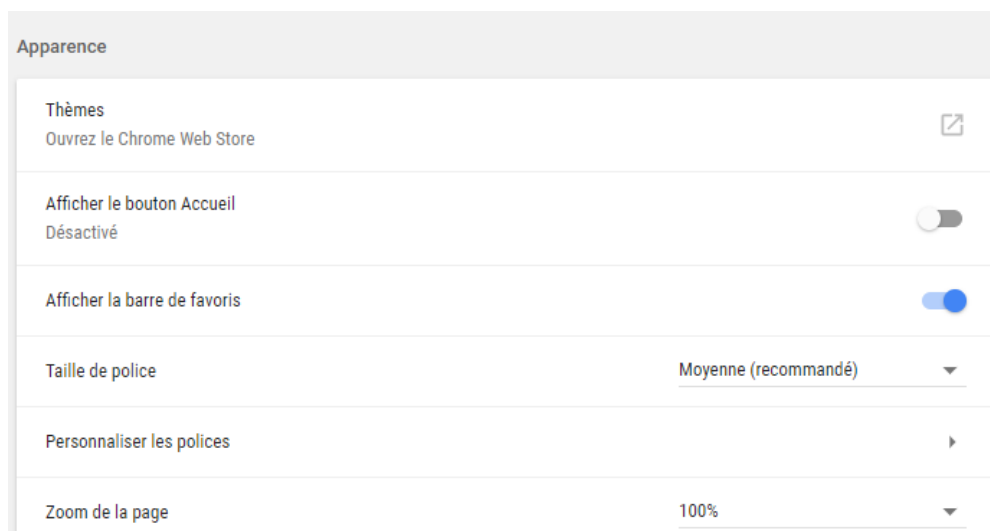 Apparence
Thèmes
Ouvrez le Chrome Web Store
Afficher le bouton Accueil
Désactivé
Afficher la barre de favoris
Taille de police
Moyenne (recommandé)
Personnaliser les polices
Zoom de la page
100%